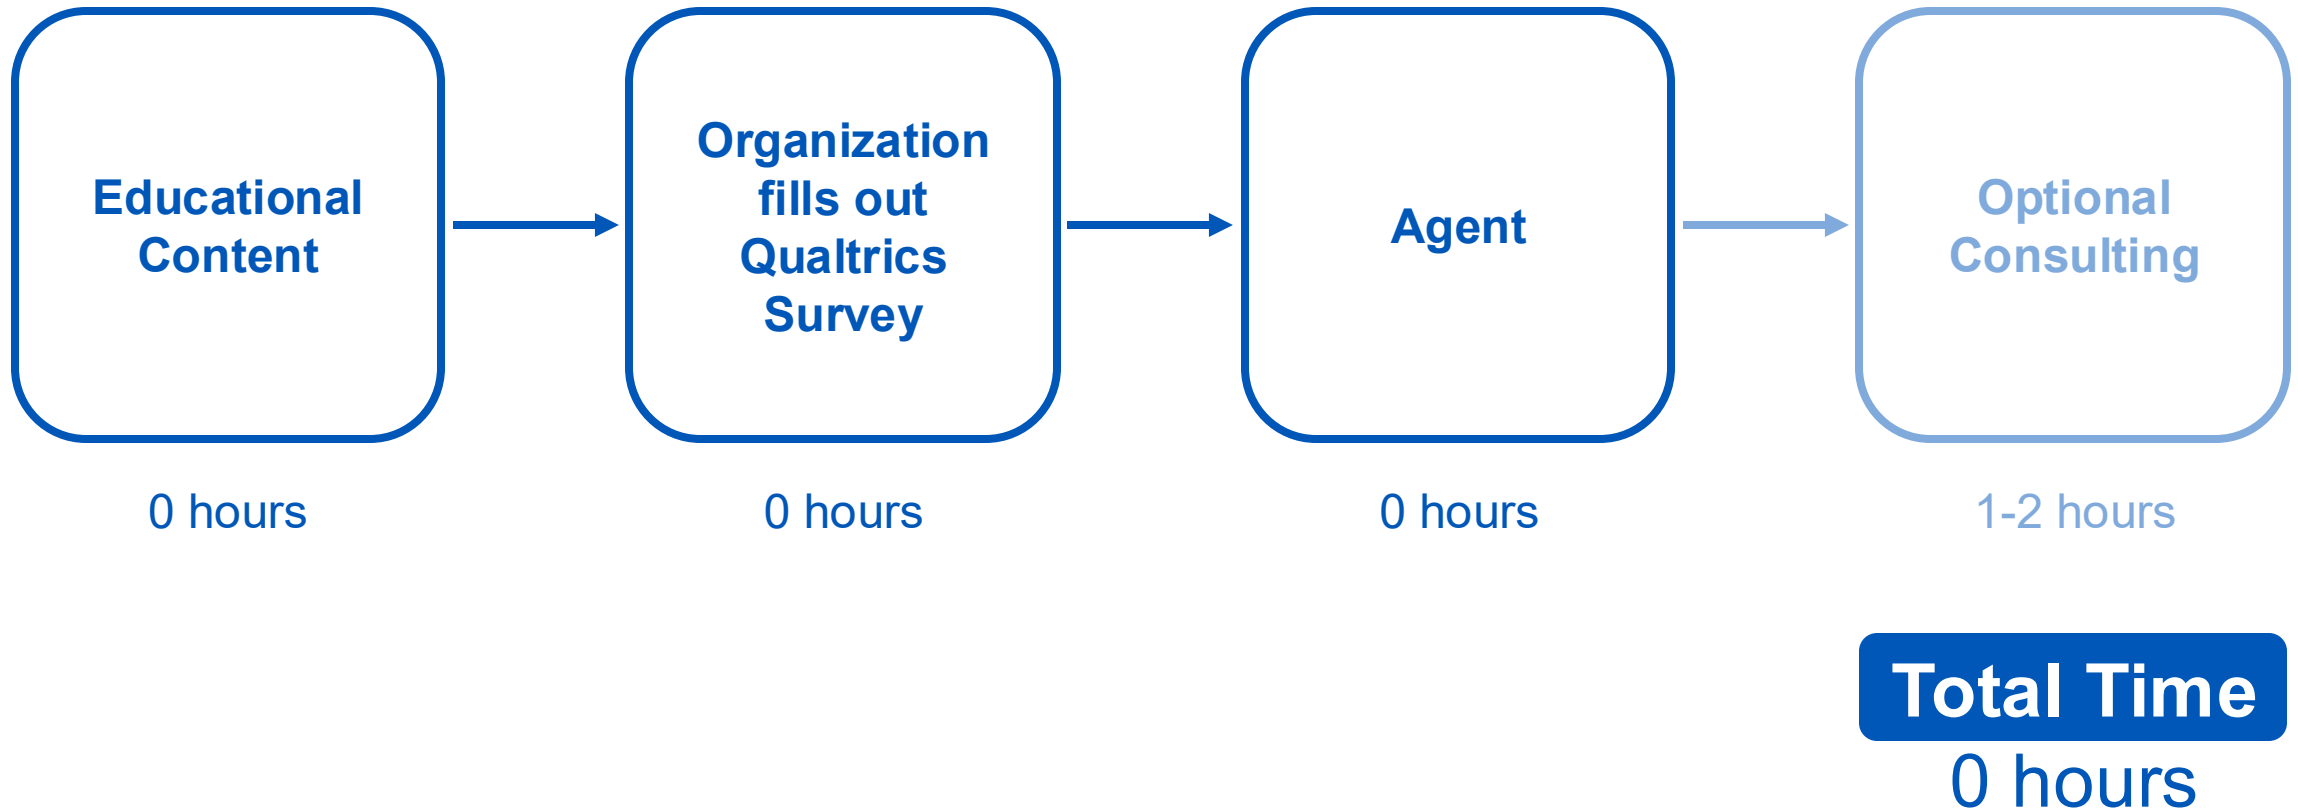 Educational
Content
Organization
fills out
Qualtrics
Survey
Agent
Optional
Consulting
0 hours
0 hours
0 hours
1-2 hours
Total Time
0 hours